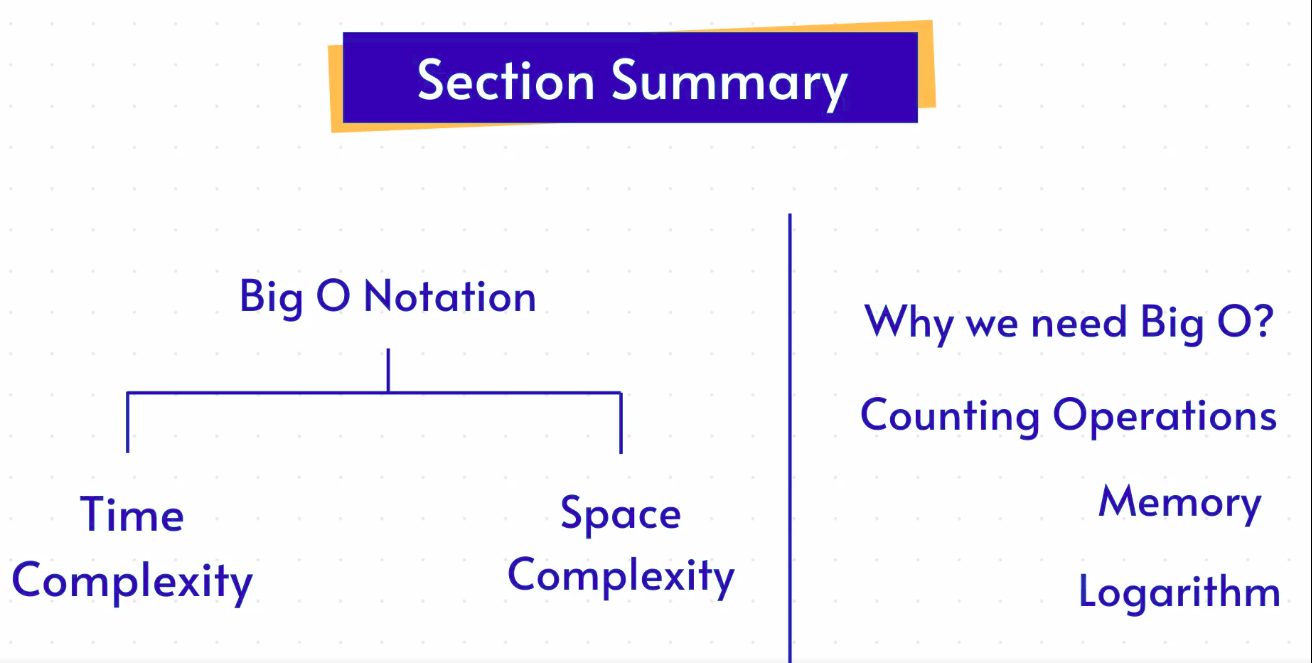 Section Summary
Big O Notation
Time
Complexity
Space
Complexity
Why we need Big O?
Counting Operations
Memory
Logarithm